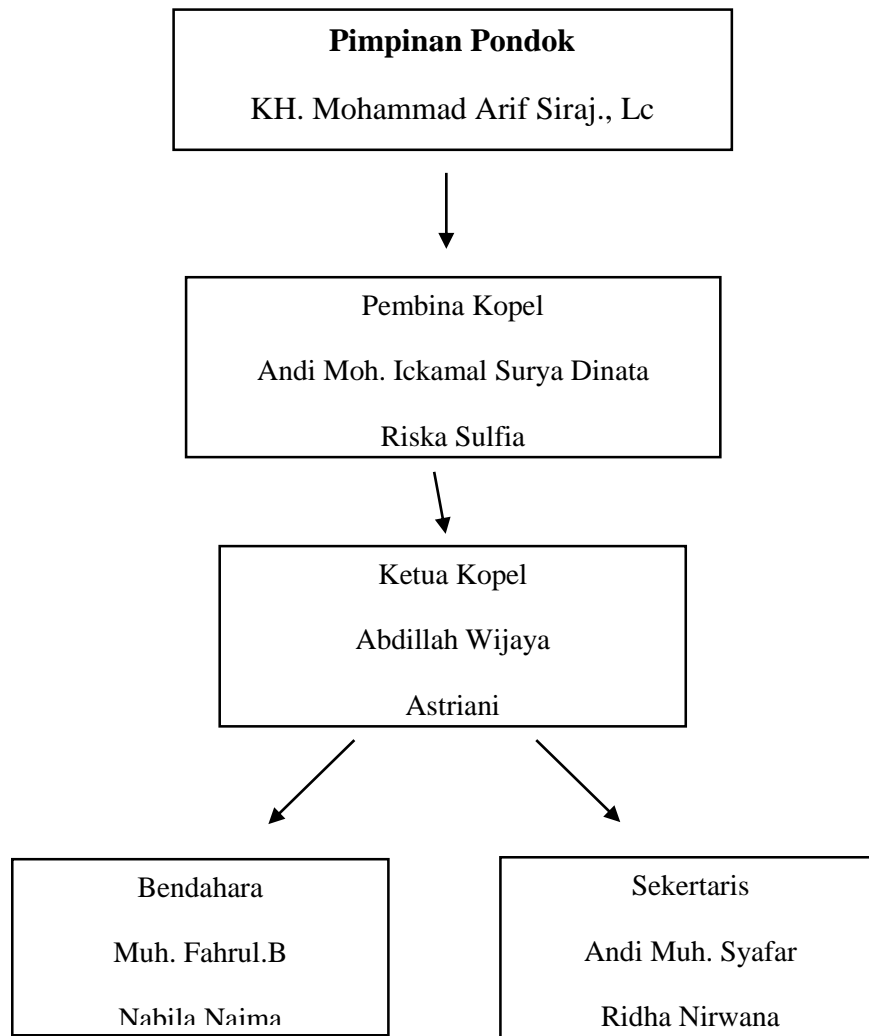 Pimpinan Pondok
KH. Mohammad Arif Siraj., Lc
Pembina Kopel
Andi Moh. Ickamal Surya Dinata
Riska Sulfia
Ketua Kopel
Abdillah Wijaya
Astriani
Bendahara
Muh. Fahrul.B
Nabila Najma
Sekertaris
Andi Muh. Syafar
Ridha Nirwana